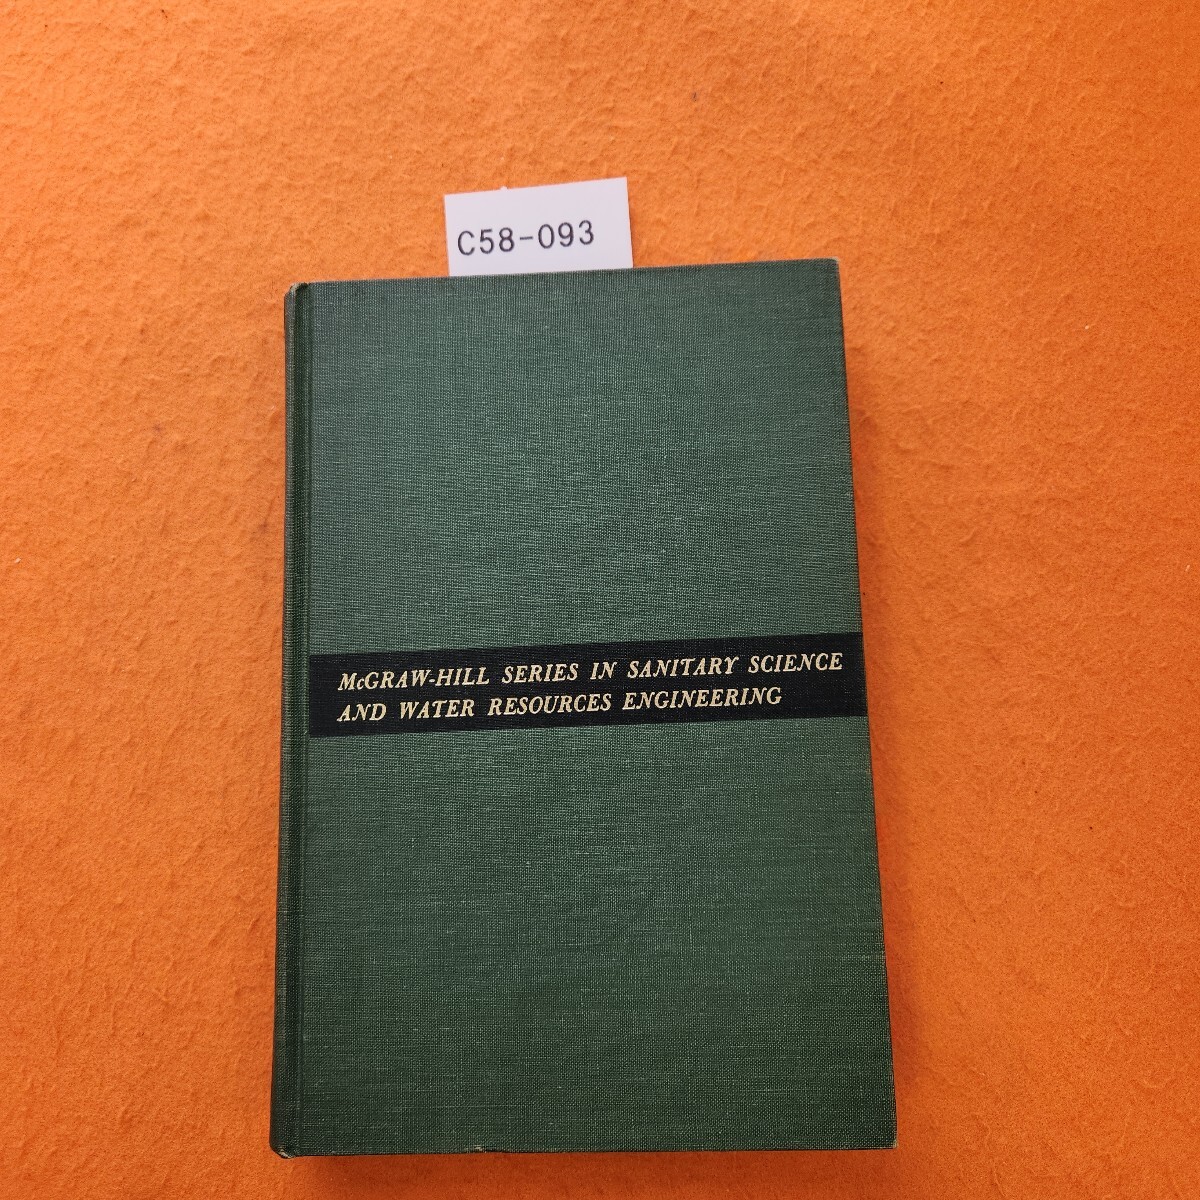 C58-093
McGRAW-HILL SERIES IN SANITARY SCIENCE
AND WATER RESOURCES ENGINEERING